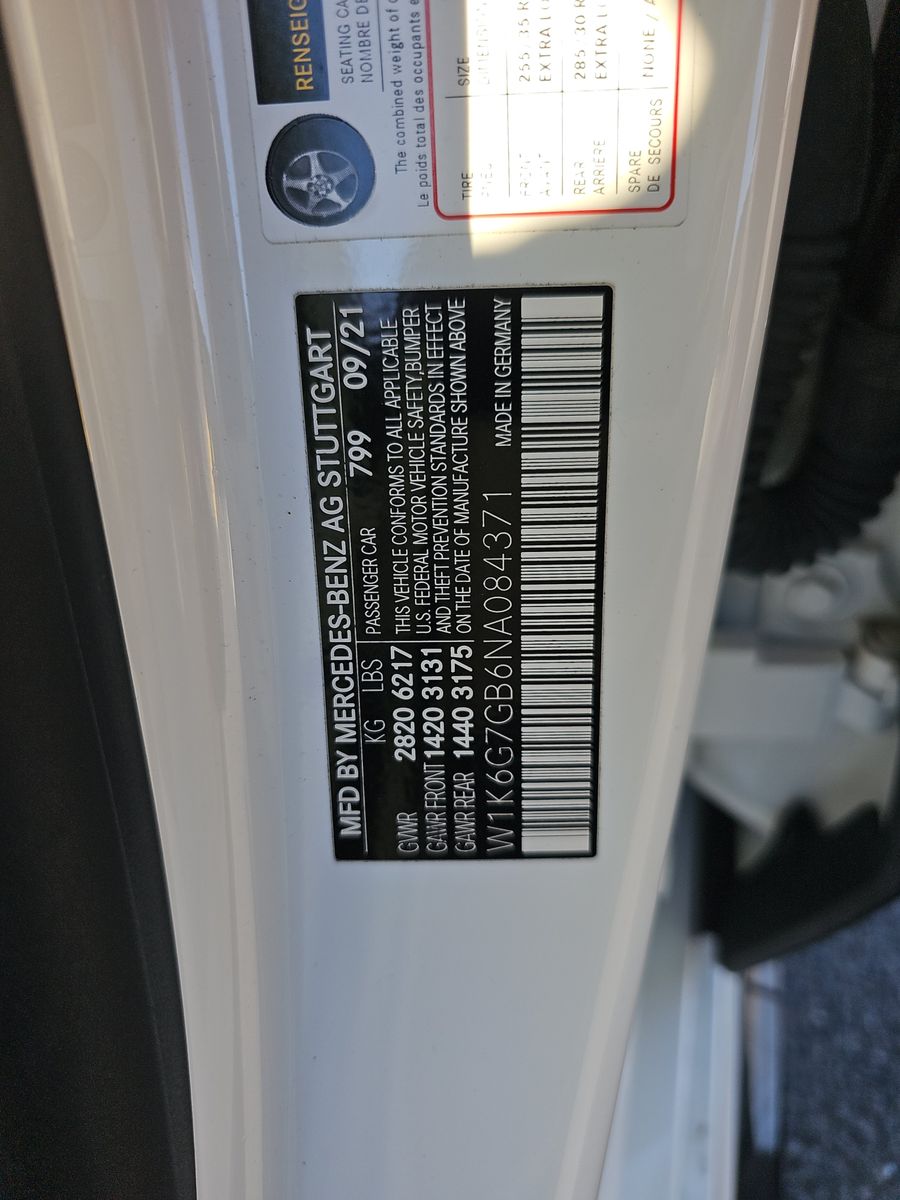 RENSEIG
SEATING CA
NOMBRE DE
The combined weight of
Le poids total des occupants e
TIRE SIZE
FRONT 255/35R
EXTRA
REAR 285/30R
ARRIERE EXTRA
SPARE NONE / A
DE SECOURS
MFD BY MERCEDES-BENZ AG STUTTGART
KG LBS PASSENGER CAR 799 09/21
GVWR 2820 6217 THIS VEHICLE CONFORMS TO ALL APPLICABLE
GAWR FRONT 1420 3131 U.S. FEDERAL MOTOR VEHICLE SAFETY,BUMPER
GAWR REAR 1440 3175 AND THEFT PREVENTION STANDARDS IN EFFECT
ON THE DATE OF MANUFACTURE SHOWN ABOVE
W1K6G7GB6NA084371 MADE IN GERMANY